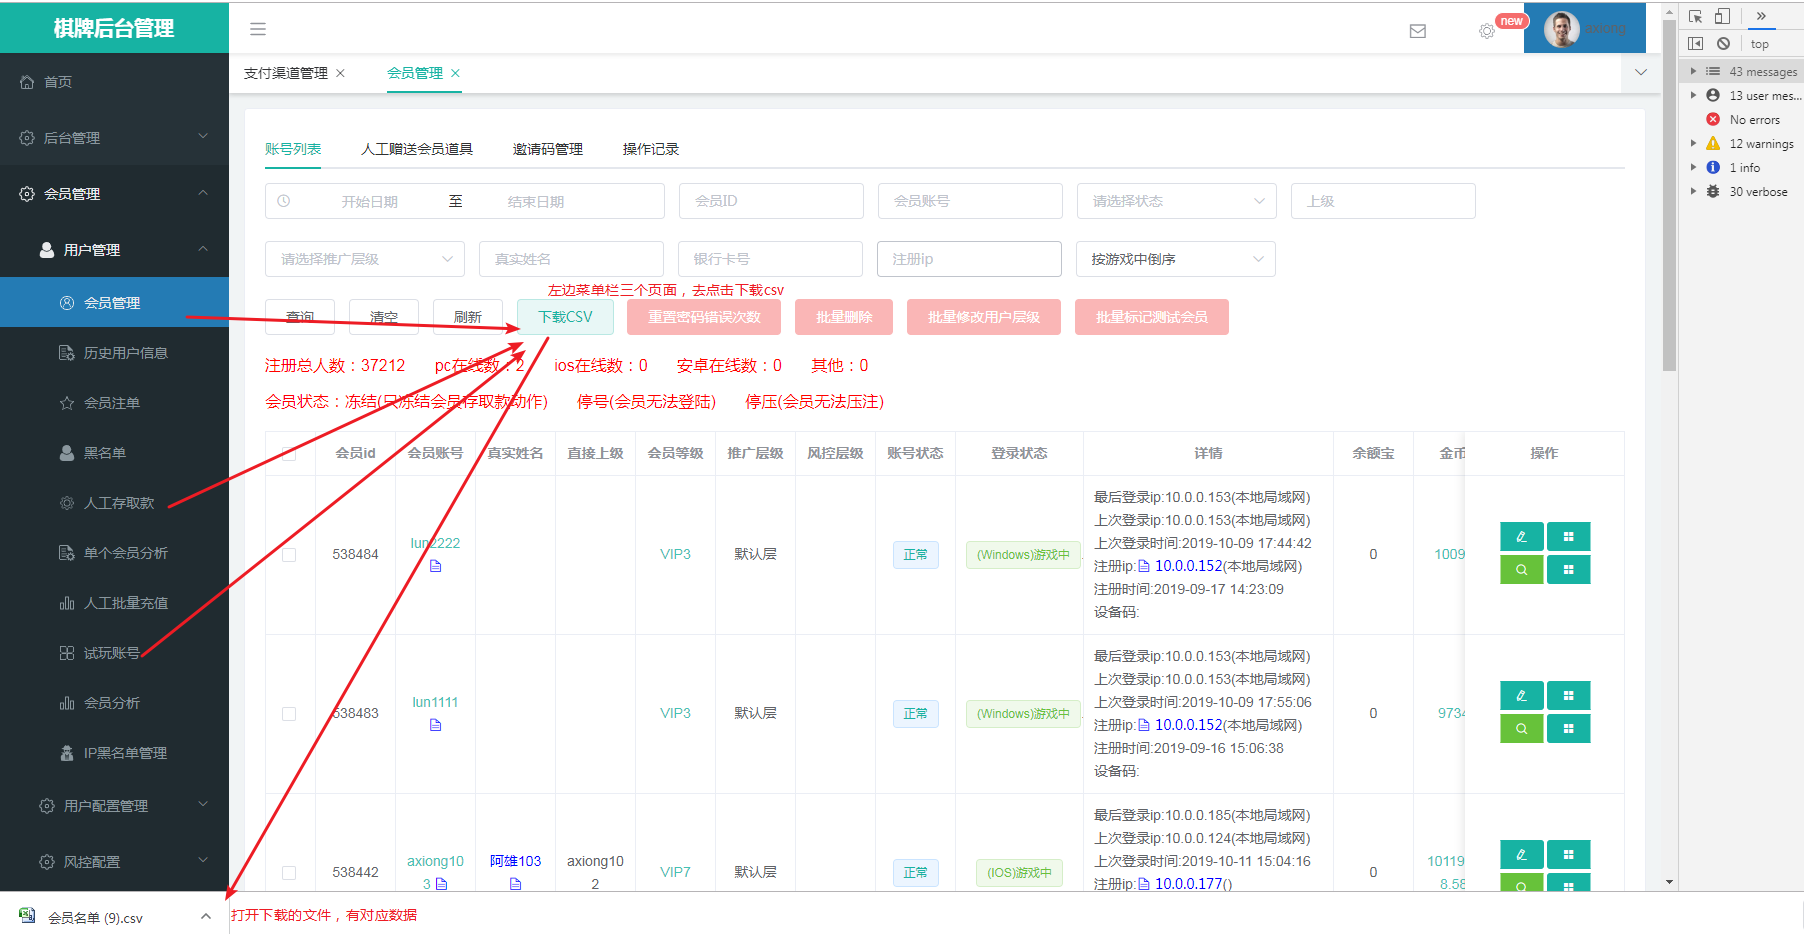 棋牌后台管理
new
top
支付渠道管理 ×
会员管理 ×
首页
后台管理
会员管理
用户管理
会员管理
历史用户信息
会员注单
黑名单
人工存取款
单个会员分析
人工批量充值
试玩账号
会员分析
IP黑名单管理
用户配置管理
风控配置
43 messages
13 user mes...
No errors
12 warnings
1 info
30 verbose
账号列表 人工赠送会员道具 邀请码管理 操作记录
开始日期 至 结束日期 会员ID 会员账号 请选择状态 上级
请选择推广层级 真实姓名 银行卡号 注册ip 按游戏中倒序
左边菜单栏三个页面，去点击下载csv
查询 清空 刷新 下载CSV 重置密码错误次数 批量删除 批量修改用户层级 批量标记测试会员
注册总人数：37212 pc在线数：2 ios在线数：0 安卓在线数：0 其他：0
会员状态：冻结(只冻结会员存取款动作) 停号(会员无法登陆) 停压(会员无法压注)
会员id 会员账号 真实姓名 直接上级 会员等级 推广层级 风控层级 账号状态 登录状态 详情 余额宝 金币 操作
538484 lun2222 VIP3 默认层 正常 (Windows)游戏中 0 1009
最后登录ip:10.0.0.153(本地局域网)
上次登录ip:10.0.0.153(本地局域网)
上次登录时间:2019-10-09 17:44:42
注册ip: 10.0.0.152(本地局域网)
注册时间:2019-09-17 14:23:09
设备码:
538483 lun1111 VIP3 默认层 正常 (Windows)游戏中 0 9734
最后登录ip:10.0.0.153(本地局域网)
上次登录ip:10.0.0.153(本地局域网)
上次登录时间:2019-10-09 17:55:06
注册ip: 10.0.0.152(本地局域网)
注册时间:2019-09-16 15:06:38
设备码:
538442 axiong103 阿雄103 axiong102 VIP7 默认层 正常 (IOS)游戏中 0 10119
8.58
最后登录ip:10.0.0.185(本地局域网)
上次登录ip:10.0.0.124(本地局域网)
上次登录时间:2019-10-11 15:04:16
注册ip: 10.0.0.177()
会员名单 (9).csv
打开下载的文件，有对应数据